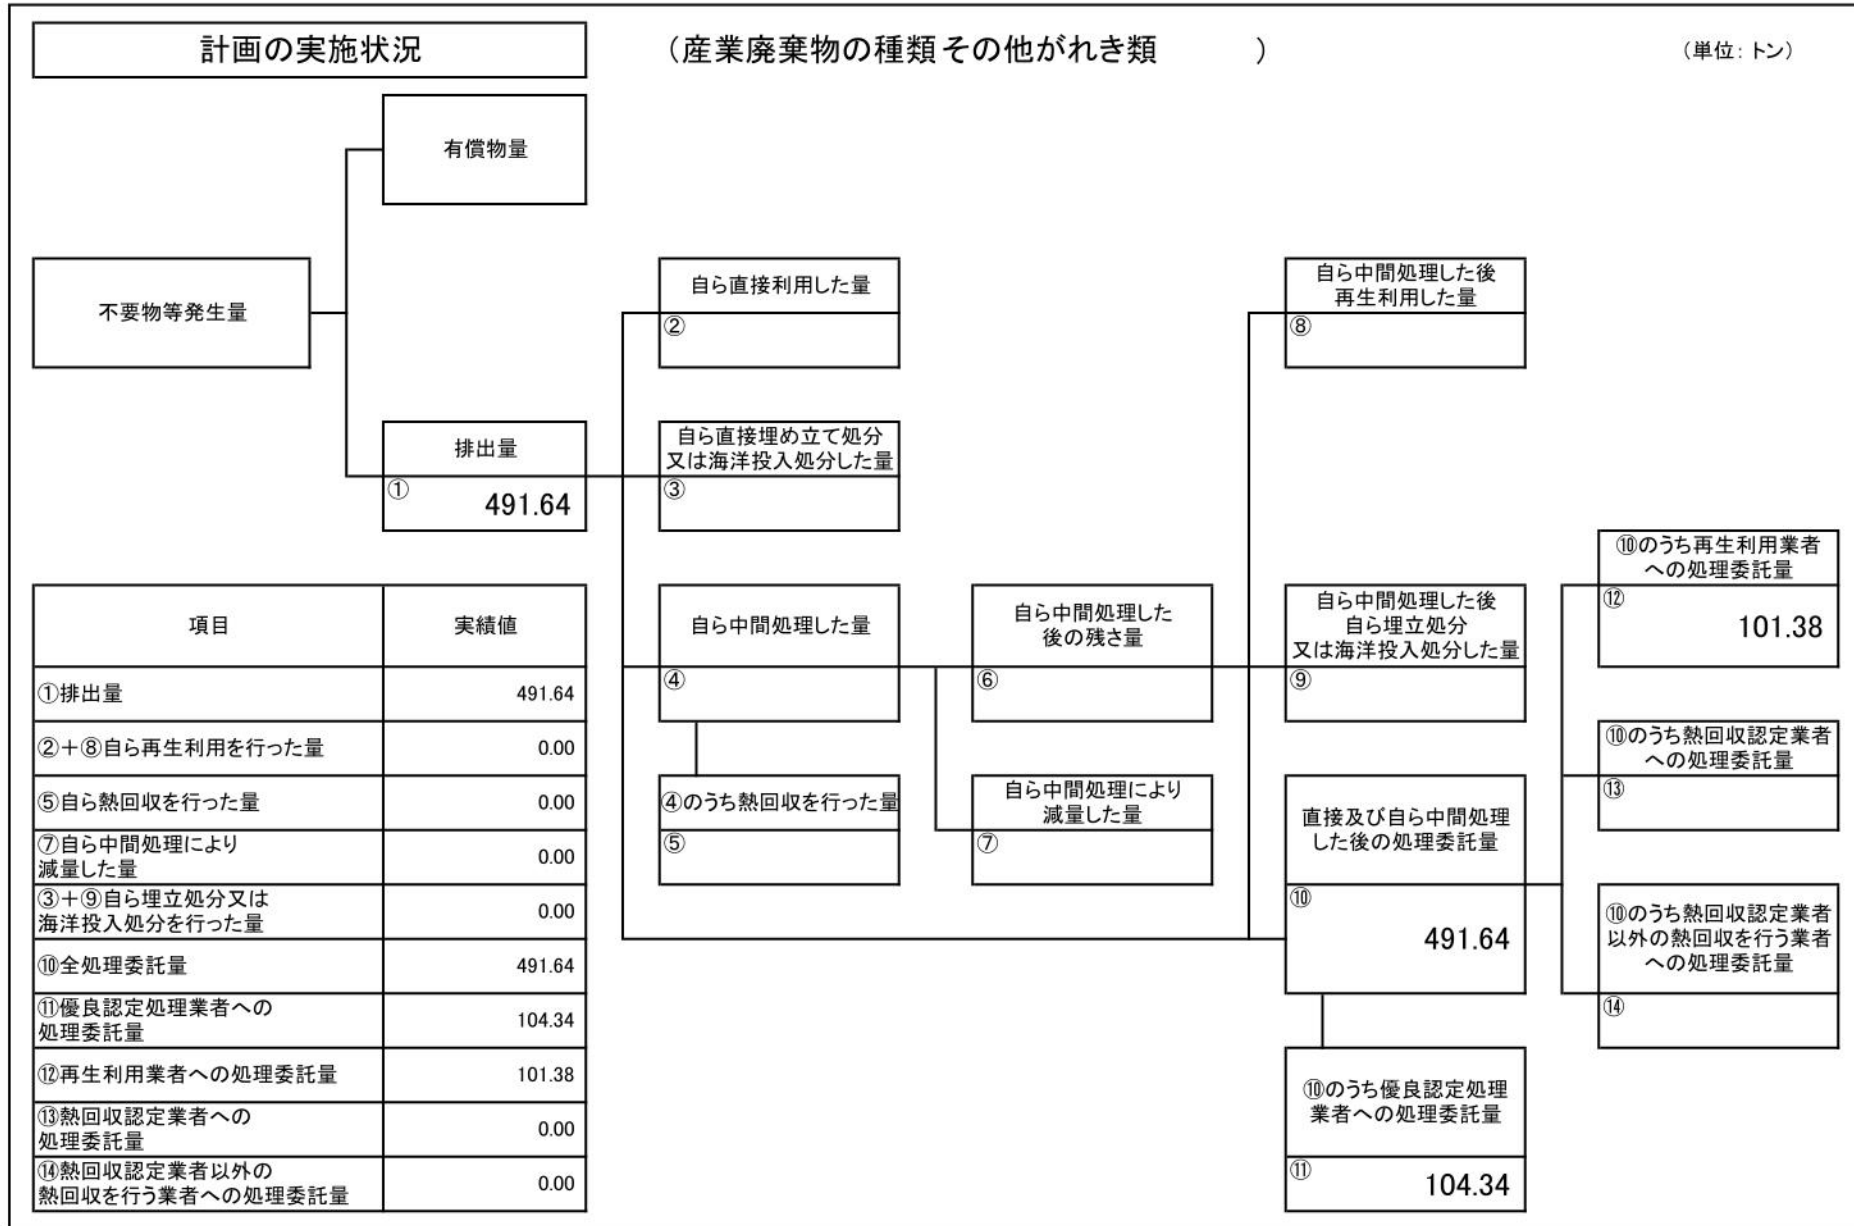 計画の実施状況
（産業廃棄物の種類その他がれき類　　　）
（単位：トン）
有償物量
不要物等発生量
自ら直接利用した量
②
自ら中間処理した後
再生利用した量
⑧
排出量
①
491.64
自ら直接埋め立て処分
又は海洋投入処分した量
③
⑩のうち再生利用業者
への処理委託量
⑫
101.38
自ら中間処理した量
④
自ら中間処理した
後の残さ量
⑥
自ら中間処理した後
自ら埋立処分
又は海洋投入処分した量
⑨
⑩のうち熱回収認定業者
への処理委託量
⑬
④のうち熱回収を行った量
⑤
自ら中間処理により
減量した量
⑦
直接及び自ら中間処理
した後の処理委託量
⑩
491.64
⑩のうち熱回収認定業者
以外の熱回収を行う業者
への処理委託量
⑭
⑩のうち優良認定処理
業者への処理委託量
⑪
104.34
項目 実績値
①排出量 491.64
②＋⑧自ら再生利用を行った量 0.00
⑤自ら熱回収を行った量 0.00
⑦自ら中間処理により
減量した量 0.00
③＋⑨自ら埋立処分又は
海洋投入処分を行った量 0.00
⑩全処理委託量 491.64
⑪優良認定処理業者への
処理委託量 104.34
⑫再生利用業者への処理委託量 101.38
⑬熱回収認定業者への
処理委託量 0.00
⑭熱回収認定業者以外の
熱回収を行う業者への処理委託量 0.00